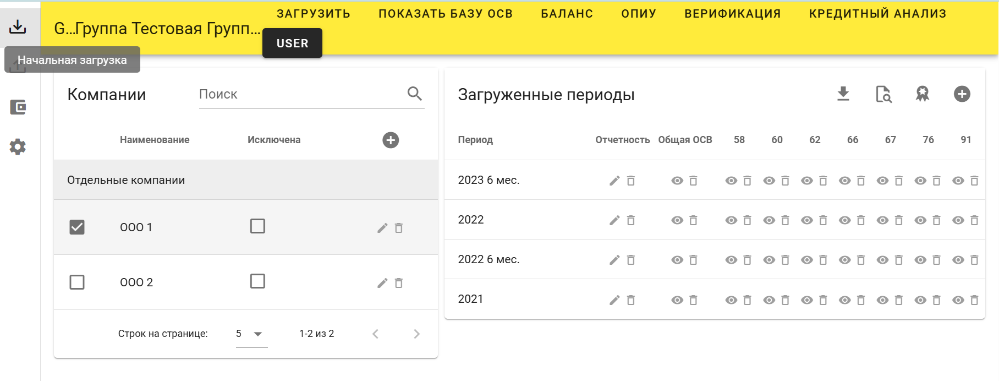 ЗАГРУЗИТЬ ПОКАЗАТЬ БАЗУ ОСВ БАЛАНС ОПИУ ВЕРИФИКАЦИЯ КРЕДИТНЫЙ АНАЛИЗ
G...Группа Тестовая Групп...
USER
Начальная загрузка
Компании
Поиск
Наименование Исключена
Отдельные компании
ООО 1
ООО 2
Строк на странице: 5 1-2 из 2
Загруженные периоды
Период Отчетность Общая ОСВ 58 60 62 66 67 76 91
2023 6 мес.
2022
2022 6 мес.
2021